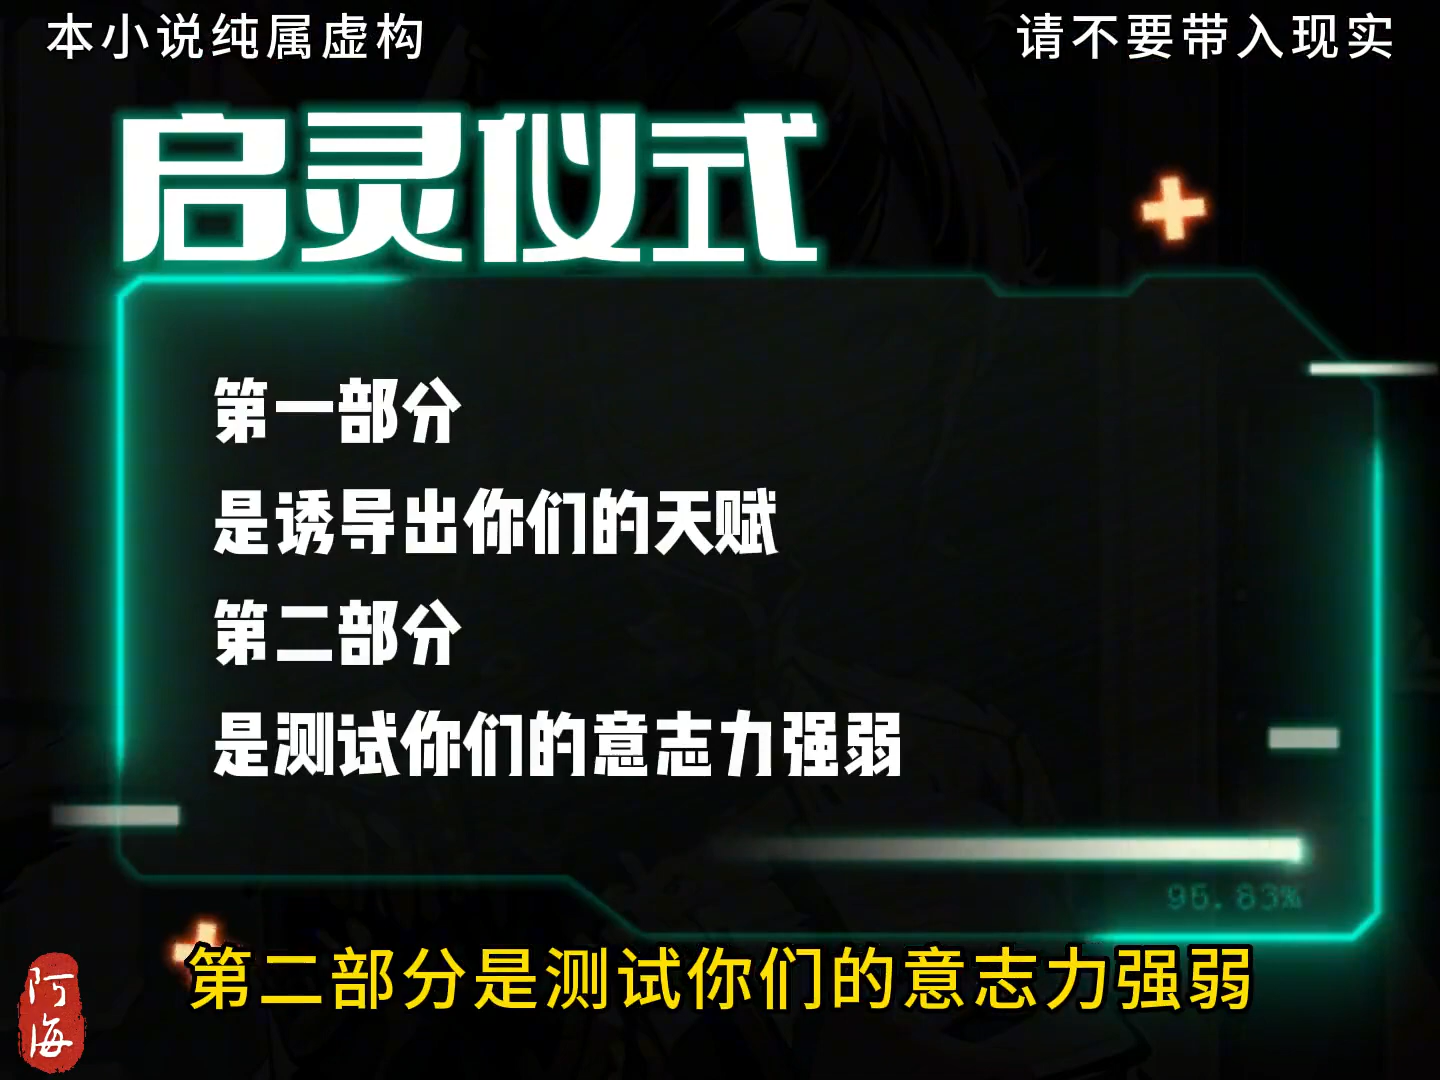 本小说纯属虚构
请不要带入现实
启灵仪式
第一部分
是诱导出你们的天赋
第二部分
是测试你们的意志力强弱
95.83%
第二部分是测试你们的意志力强弱
阿海